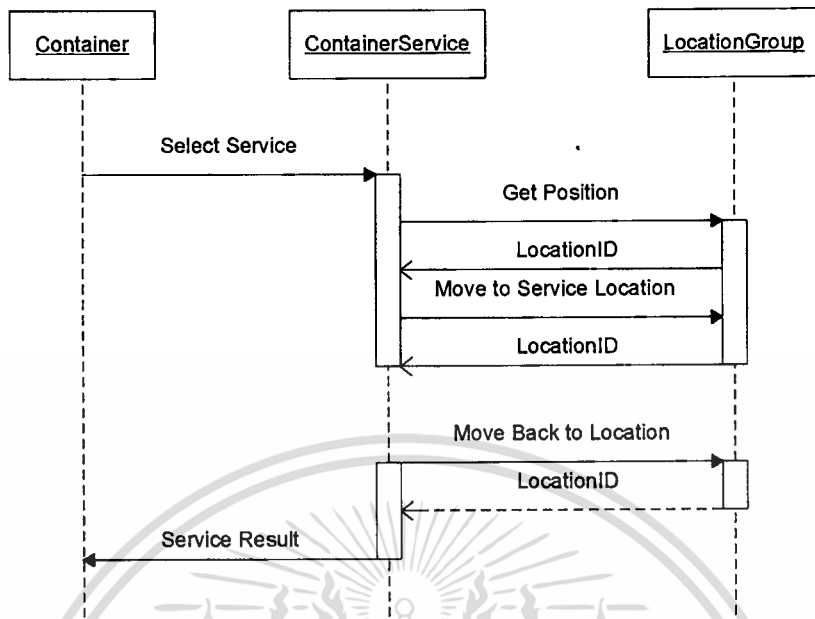 Container
ContainerService
LocationGroup
Select Service
Get Position
LocationID
Move to Service Location
LocationID
Move Back to Location
LocationID
Service Result